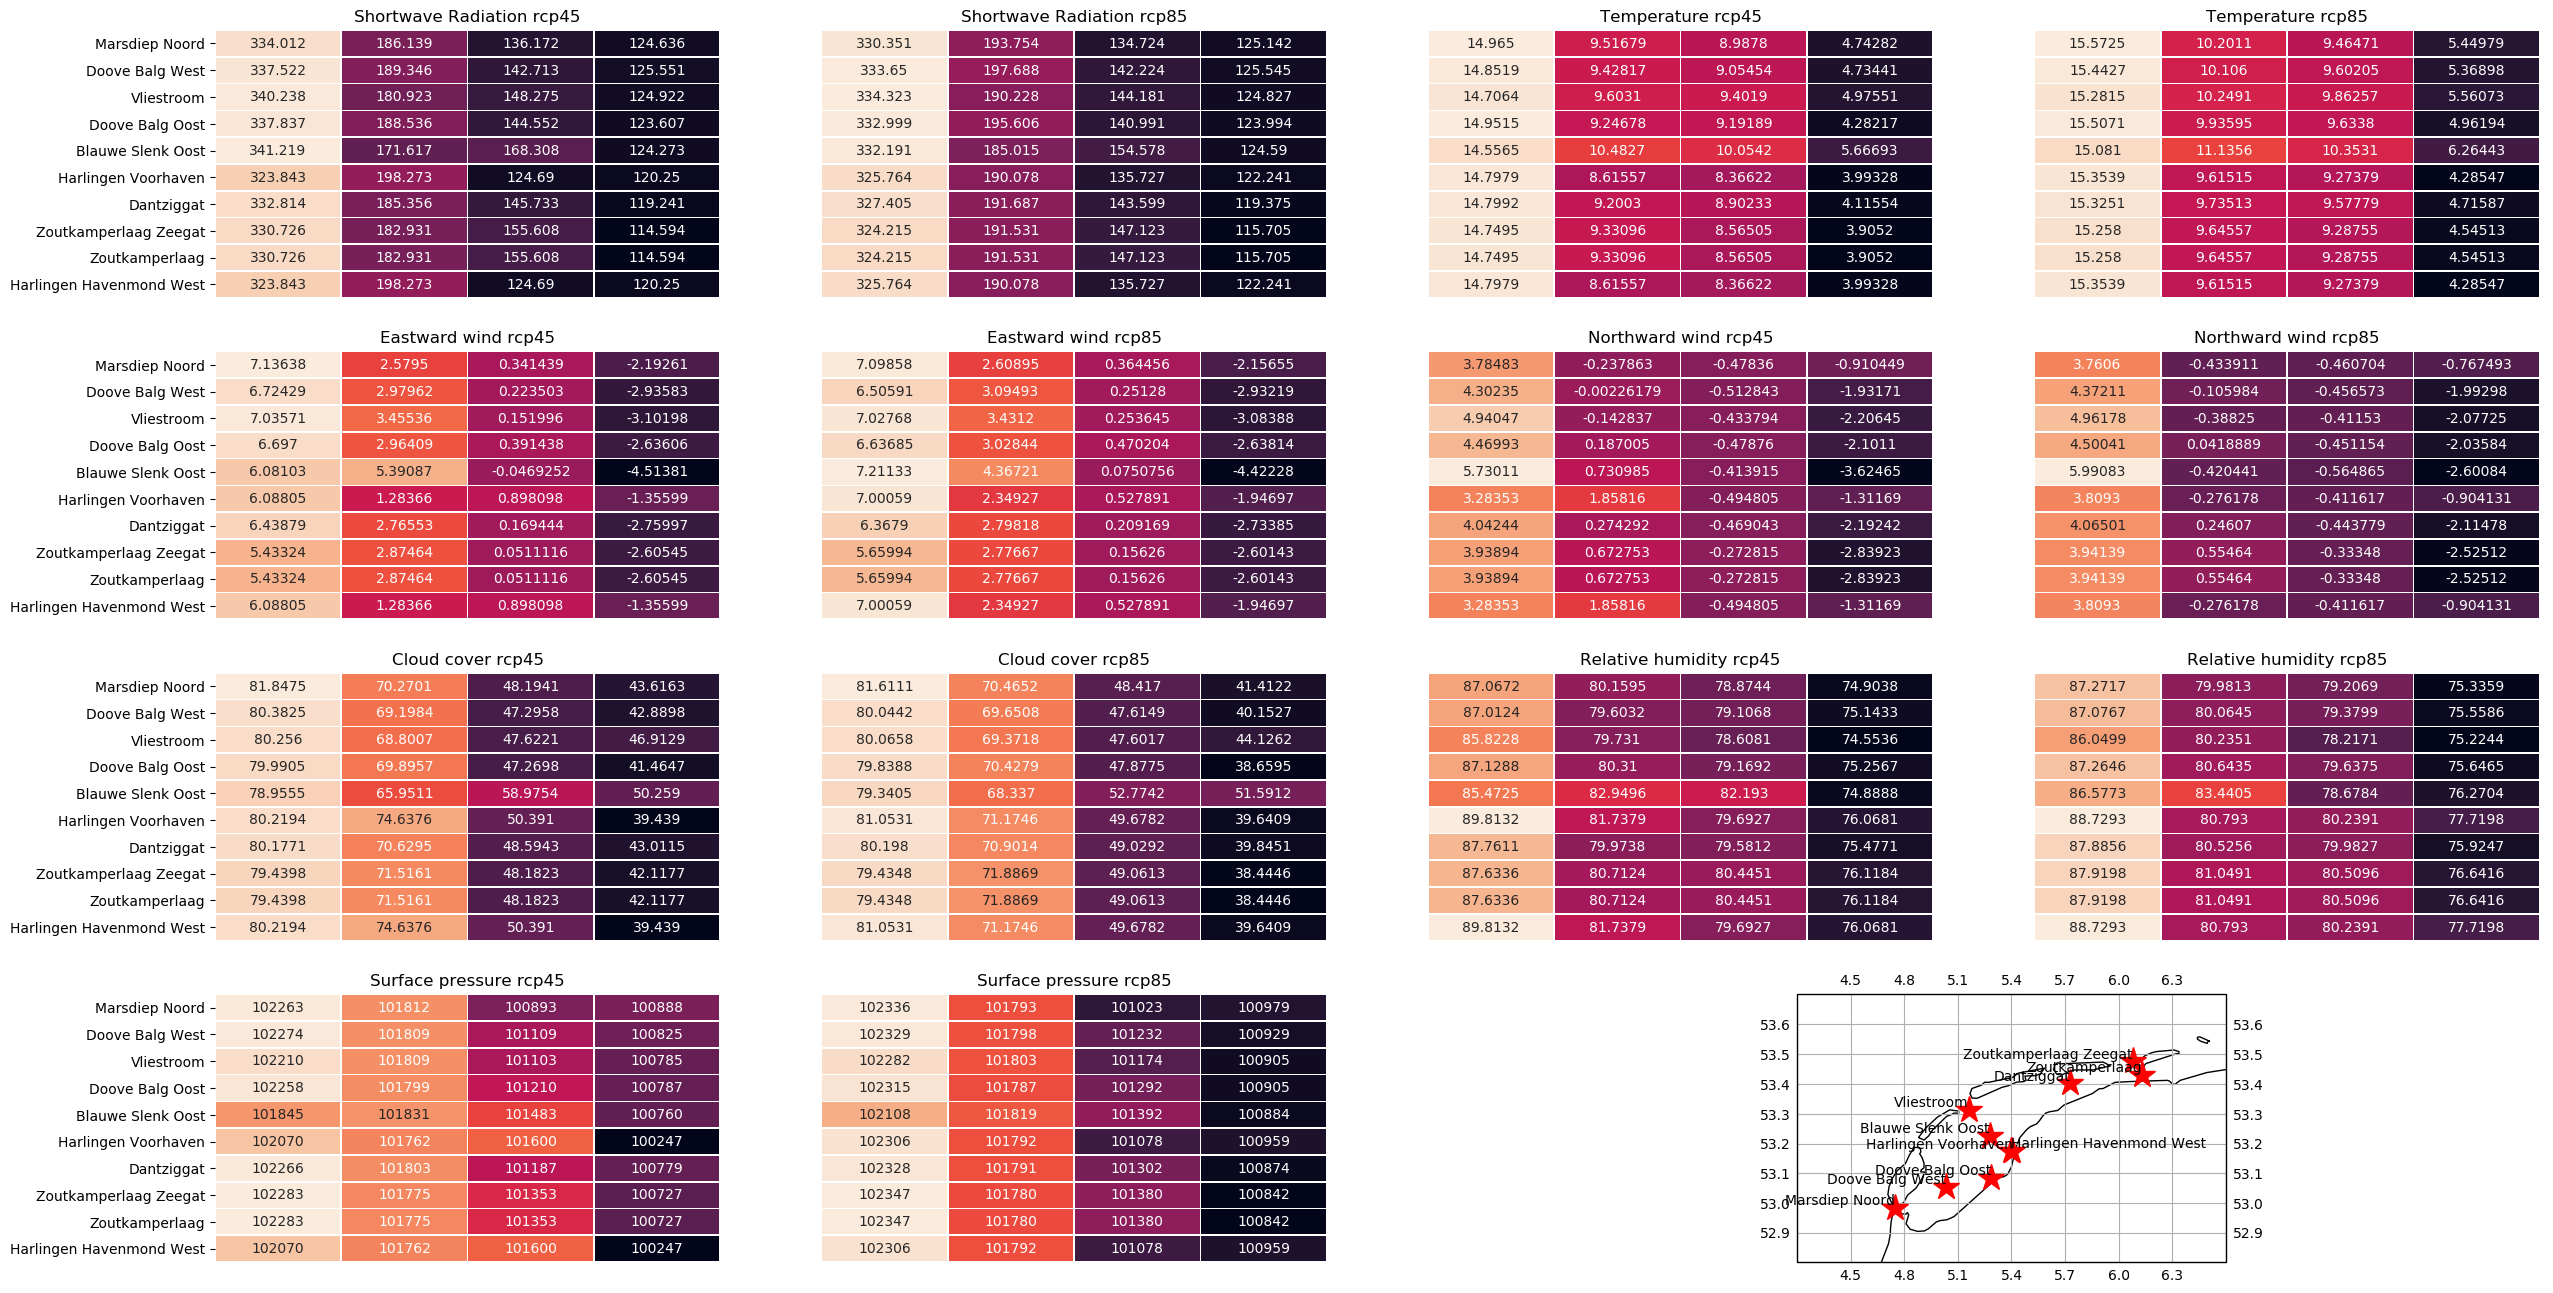 Shortwave Radiation rcp45 Shortwave Radiation rcp85 Temperature rcp45 Temperature rcp85
Marsdiep Noord 334.012 186.139 136.172 124.636 330.351 193.754 134.724 125.142 14.965 9.51679 8.9878 4.74282 15.5725 10.2011 9.46471 5.44979
Doove Balg West 337.522 189.346 142.713 125.551 333.65 197.688 142.224 125.545 14.8519 9.42817 9.05454 4.73441 15.4427 10.106 9.60205 5.36898
Vliestroom 340.238 180.923 148.275 124.922 334.323 190.228 144.181 124.827 14.7064 9.6031 9.4019 4.97551 15.2815 10.2491 9.86257 5.56073
Doove Balg Oost 337.837 188.536 144.552 123.607 332.999 195.606 140.991 123.994 14.9515 9.24678 9.19189 4.28217 15.5071 9.93595 9.6338 4.96194
Blauwe Slenk Oost 341.219 171.617 168.308 124.273 332.191 185.015 154.578 124.59 14.5565 10.4827 10.0542 5.66693 15.081 11.1356 10.3531 6.26443
Harlingen Voorhaven 323.843 198.273 124.69 120.25 325.764 190.078 135.727 122.241 14.7979 8.61557 8.36622 3.99328 15.3539 9.61515 9.27379 4.28547
Dantziggat 332.814 185.356 145.733 119.241 327.405 191.687 143.599 119.375 14.7992 9.2003 8.90233 4.11554 15.3251 9.73513 9.57779 4.71587
Zoutkamperlaag Zeegat 330.726 182.931 155.608 114.594 324.215 191.531 147.123 115.705 14.7495 9.33096 8.56505 3.9052 15.258 9.64557 9.28755 4.54513
Zoutkamperlaag 330.726 182.931 155.608 114.594 324.215 191.531 147.123 115.705 14.7495 9.33096 8.56505 3.9052 15.258 9.64557 9.28755 4.54513
Harlingen Havenmond West 323.843 198.273 124.69 120.25 325.764 190.078 135.727 122.241 14.7979 8.61557 8.36622 3.99328 15.3539 9.61515 9.27379 4.28547
Eastward wind rcp45 Eastward wind rcp85 Northward wind rcp45 Northward wind rcp85
Marsdiep Noord 7.13638 2.5795 0.341439 -2.19261 7.09858 2.60895 0.364456 -2.15655 3.78483 -0.237863 -0.47836 -0.910449 3.7606 -0.433911 -0.460704 -0.767493
Doove Balg West 6.72429 2.97962 0.223503 -2.93583 6.50591 3.09493 0.25128 -2.93219 4.30235 -0.00226179 -0.512843 -1.93171 4.37211 -0.105984 -0.456573 -1.99298
Vliestroom 7.03571 3.45536 0.151996 -3.10198 7.02768 3.4312 0.253645 -3.08388 4.94047 -0.142837 -0.433794 -2.20645 4.96178 -0.38825 -0.41153 -2.07725
Doove Balg Oost 6.697 2.96409 0.391438 -2.63606 6.63685 3.02844 0.470204 -2.63814 4.46993 0.187005 -0.47876 -2.1011 4.50041 0.0418889 -0.451154 -2.03584
Blauwe Slenk Oost 6.08103 5.39087 -0.0469252 -4.51381 7.21133 4.36721 0.0750756 -4.42228 5.73011 0.730985 -0.413915 -3.62465 5.99083 -0.420441 -0.564865 -2.60084
Harlingen Voorhaven 6.08805 1.28366 0.898098 -1.35599 7.00059 2.34927 0.527891 -1.94697 3.28353 1.85816 -0.494805 -1.31169 3.8093 -0.276178 -0.411617 -0.904131
Dantziggat 6.43879 2.76553 0.169444 -2.75997 6.3679 2.79818 0.209169 -2.73385 4.04244 0.274292 -0.469043 -2.19242 4.06501 0.24607 -0.443779 -2.11478
Zoutkamperlaag Zeegat 5.43324 2.87464 0.0511116 -2.60545 5.65994 2.77667 0.15626 -2.60143 3.93894 0.672753 -0.272815 -2.83923 3.94139 0.55464 -0.33348 -2.52512
Zoutkamperlaag 5.43324 2.87464 0.0511116 -2.60545 5.65994 2.77667 0.15626 -2.60143 3.93894 0.672753 -0.272815 -2.83923 3.94139 0.55464 -0.33348 -2.52512
Harlingen Havenmond West 6.08805 1.28366 0.898098 -1.35599 7.00059 2.34927 0.527891 -1.94697 3.28353 1.85816 -0.494805 -1.31169 3.8093 -0.276178 -0.411617 -0.904131
Cloud cover rcp45 Cloud cover rcp85 Relative humidity rcp45 Relative humidity rcp85
Marsdiep Noord 81.8475 70.2701 48.1941 43.6163 81.6111 70.4652 48.417 41.4122 87.0672 80.1595 78.8744 74.9038 87.2717 79.9813 79.2069 75.3359
Doove Balg West 80.3825 69.1984 47.2958 42.8898 80.0442 69.6508 47.6149 40.1527 87.0124 79.6032 79.1068 75.1433 87.0767 80.0645 79.3799 75.5586
Vliestroom 80.256 68.8007 47.6221 46.9129 80.0658 69.3718 47.6017 44.1262 85.8228 79.731 78.6081 74.5536 86.0499 80.2351 78.2171 75.2244
Doove Balg Oost 79.9905 69.8957 47.2698 41.4647 79.8388 70.4279 47.8775 38.6595 87.1288 80.31 79.1692 75.2567 87.2646 80.6435 79.6375 75.6465
Blauwe Slenk Oost 78.9555 65.9511 58.9754 50.259 79.3405 68.337 52.7742 51.5912 85.4725 82.9496 82.193 74.8888 86.5773 83.4405 78.6784 76.2704
Harlingen Voorhaven 80.2194 74.6376 50.391 39.439 81.0531 71.1746 49.6782 39.6409 89.8132 81.7379 79.6927 76.0681 88.7293 80.793 80.2391 77.7198
Dantziggat 80.1771 70.6295 48.5943 43.0115 80.198 70.9014 49.0292 39.8451 87.7611 79.9738 79.5812 75.4771 87.8856 80.5256 79.9827 75.9247
Zoutkamperlaag Zeegat 79.4398 71.5161 48.1823 42.1177 79.4348 71.8869 49.0613 38.4446 87.6336 80.7124 80.4451 76.1184 87.9198 81.0491 80.5096 76.6416
Zoutkamperlaag 79.4398 71.5161 48.1823 42.1177 79.4348 71.8869 49.0613 38.4446 87.6336 80.7124 80.4451 76.1184 87.9198 81.0491 80.5096 76.6416
Harlingen Havenmond West 80.2194 74.6376 50.391 39.439 81.0531 71.1746 49.6782 39.6409 89.8132 81.7379 79.6927 76.0681 88.7293 80.793 80.2391 77.7198
Surface pressure rcp45 Surface pressure rcp85
Marsdiep Noord 102263 101812 100893 100888 102336 101793 101023 100979
Doove Balg West 102274 101809 101109 100825 102329 101798 101232 100929
Vliestroom 102210 101809 101103 100785 102282 101803 101174 100905
Doove Balg Oost 102258 101799 101210 100787 102315 101787 101292 100905
Blauwe Slenk Oost 101845 101831 101483 100760 102108 101819 101392 100884
Harlingen Voorhaven 102070 101762 101600 100247 102306 101792 101078 100959
Dantziggat 102266 101803 101187 100779 102328 101791 101302 100874
Zoutkamperlaag Zeegat 102283 101775 101353 100727 102347 101780 101380 100842
Zoutkamperlaag 102283 101775 101353 100727 102347 101780 101380 100842
Harlingen Havenmond West 102070 101762 101600 100247 102306 101792 101078 100959
4.5 4.8 5.1 5.4 5.7 6.0 6.3
53.6 53.6
53.5 Zoutkamperlaag Zeegat 53.5
Zoutkamperlaag
53.4 Dantziggat 53.4
53.3 Vliestroom 53.3
Blauwe Slenk Oost
53.2 Harlingen Voorhaven Harlingen Havenmond West 53.2
53.1 Doove Balg Oost 53.1
Doove Balg West
53.0 Marsdiep Noord 53.0
52.9 52.9
4.5 4.8 5.1 5.4 5.7 6.0 6.3